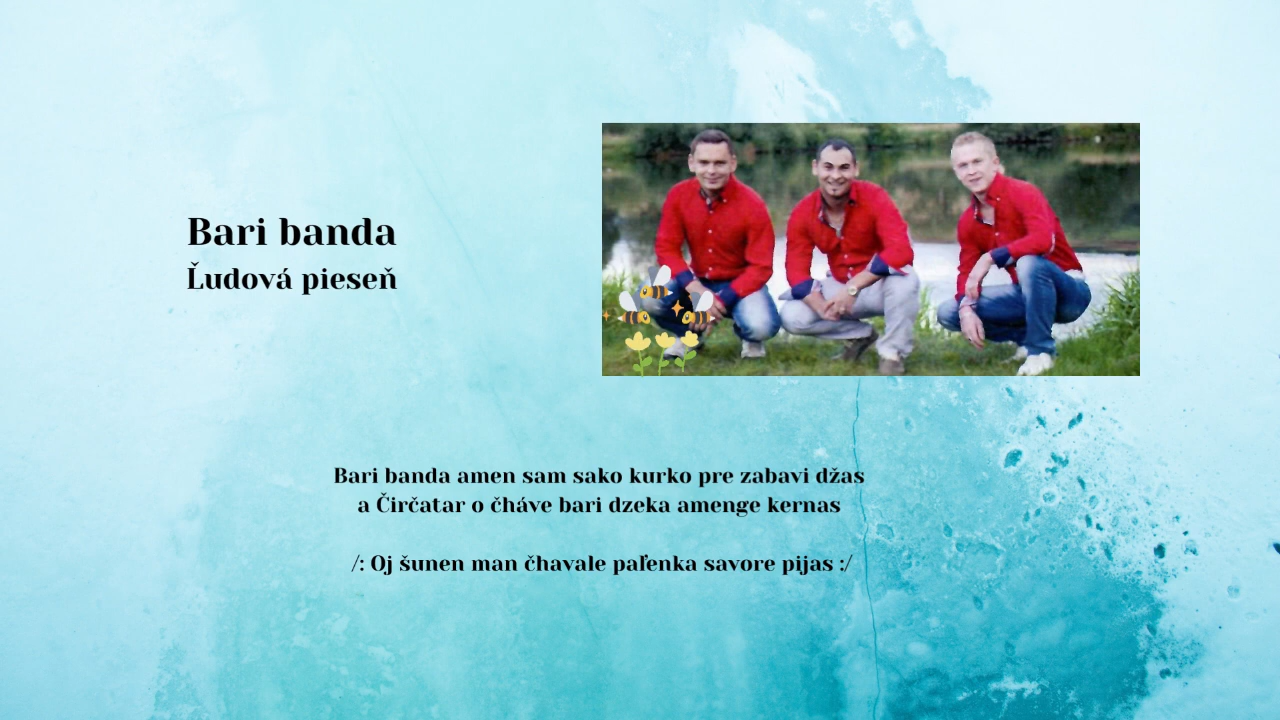 Bari banda
Ľudová pieseň
Bari banda amen sam sako kurko pre zabavi džas
a Čirčatar o čháve bari dzeka amenge kernas
/: Oj šunen man čhavale paľenka savore pijas :/